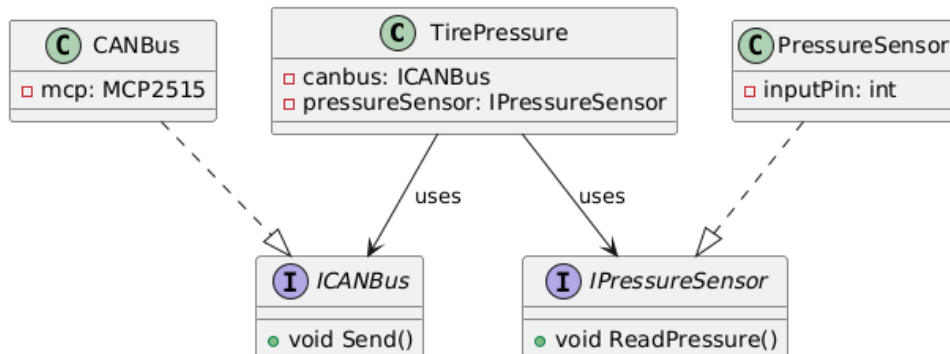 C CANBus
mcp: MCP2515
C TirePressure
canbus: ICANBus
pressureSensor: IPressureSensor
C PressureSensor
inputPin: int
uses
uses
I ICANBus
void Send()
I IPressureSensor
void ReadPressure()